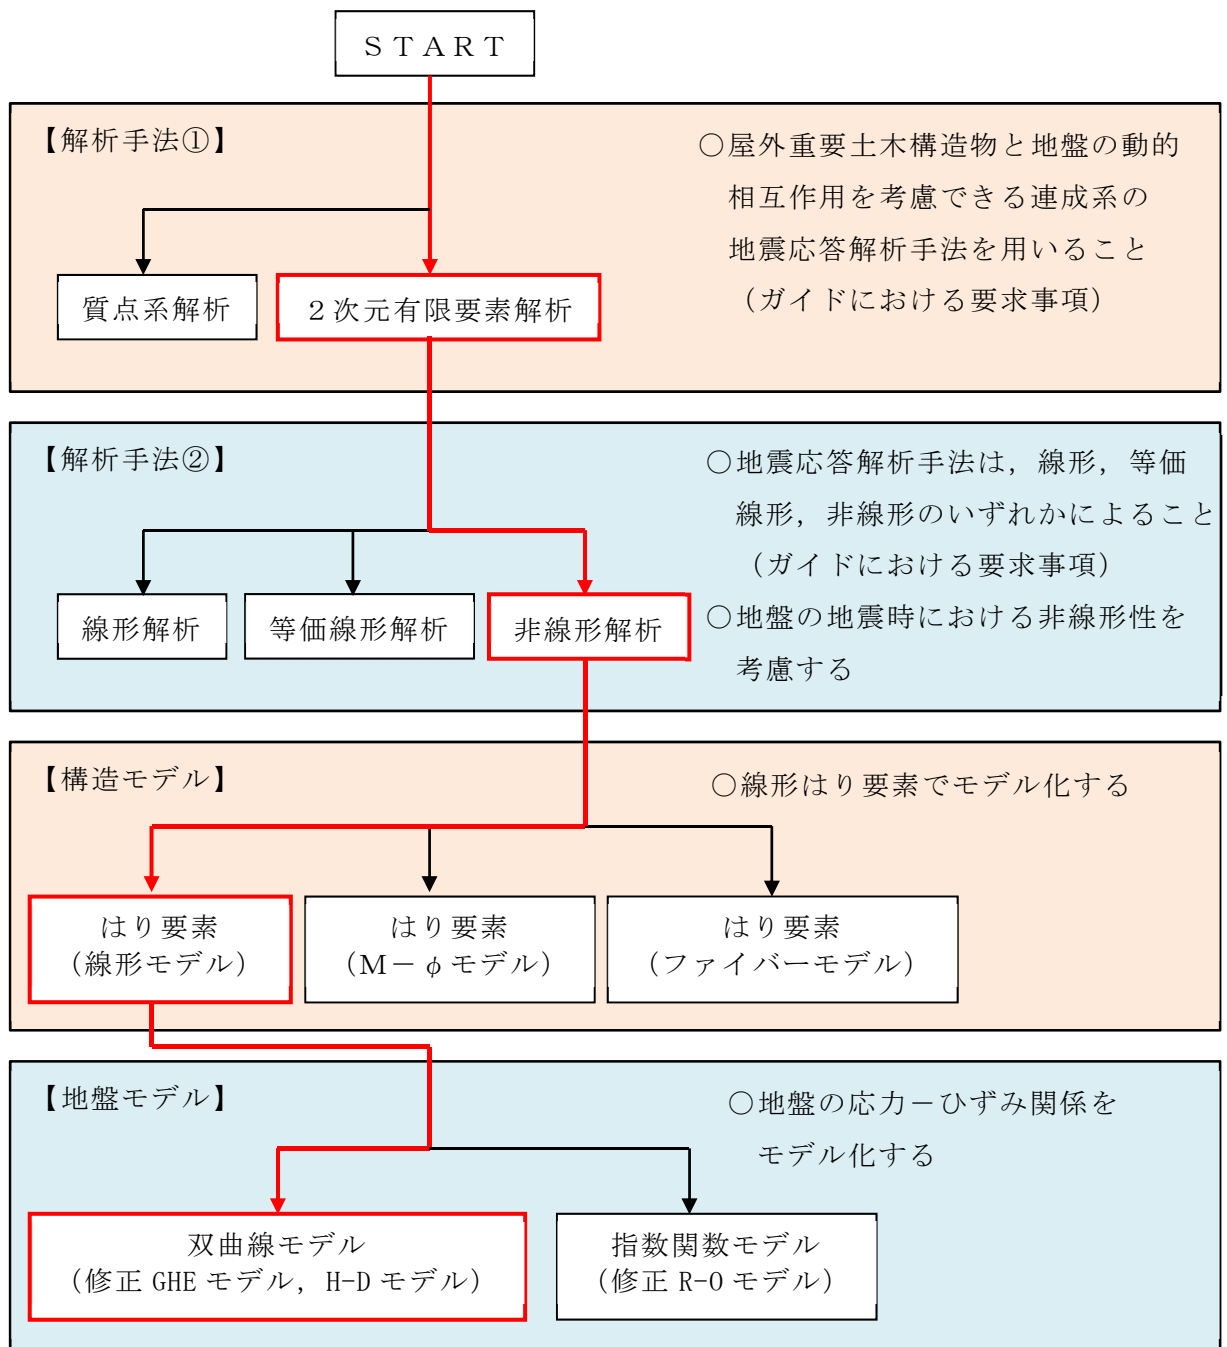 ＳＴＡＲＴ
【解析手法①】
○屋外重要土木構造物と地盤の動的
相互作用を考慮できる連成系の
地震応答解析手法を用いること
（ガイドにおける要求事項）
質点系解析
２次元有限要素解析
【解析手法②】
○地震応答解析手法は，線形，等価
線形，非線形のいずれかによること
（ガイドにおける要求事項）
○地盤の地震時における非線形性を
考慮する
線形解析
等価線形解析
非線形解析
【構造モデル】
○線形はり要素でモデル化する
はり要素
（線形モデル）
はり要素
（Ｍ－φモデル）
はり要素
（ファイバーモデル）
【地盤モデル】
○地盤の応力－ひずみ関係を
モデル化する
双曲線モデル
（修正 GHE モデル，H-D モデル）
指数関数モデル
（修正 R-O モデル）